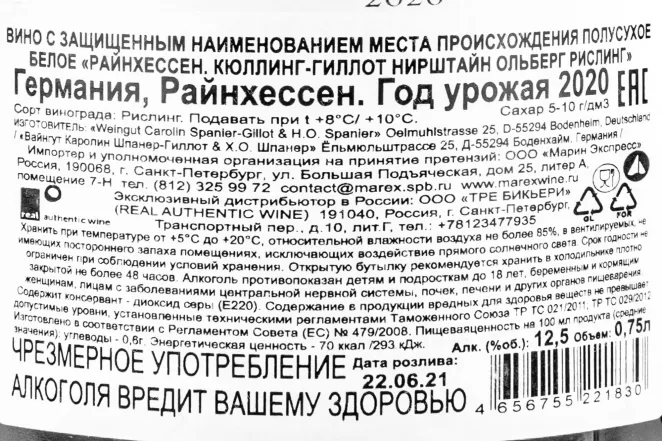 2020
ВИНО С ЗАЩИЩЕННЫМ НАИМЕНОВАНИЕМ МЕСТА ПРОИСХОЖДЕНИЯ ПОЛУСУХОЕ
БЕЛОЕ «РАЙНХЕССЕН. КЮЛЛИНГ-ГИЛЛОТ НИРШТАЙН ОЛЬБЕРГ РИСЛИНГ»
Германия, Райнхессен. Год урожая 2020 EAC
Сорт винограда: Рислинг. Подавать при t +8°C/ +10°C. Сахар 5-10 г/дм3
ИЗГОТОВИТЕЛЬ: «Weingut Carolin Spanier-Gillot & H.O. Spanier» Oelmuhlstrasse 25, D-55294 Bodenheim, Deutschland
/ «Вайнгут Каролин Шпанер-Гиллот & Х.О. Шпанер» Ёльмюльштрассе 25, Д-55294 Боденхайм, Германия /
Импортер и уполномоченная организация на принятие претензий: ООО «Марин Экспресс»
Россия, 190068, г. Санкт-Петербург, ул. Большая Подъяческая, дом 25, литер А,
помещение 7-Н тел. (812) 325 99 72 contact@marex.spb.ru www.marexwine.ru
Эксклюзивный дистрибьютор в России: ООО «ТРЕ БИКЬЕРИ»
(REAL AUTHENTIC WINE) 191040, Россия, г. Санкт-Петербург,
real authentic wine
Транспортный пер., д.10, лит.Г, тел.: +78123477935
GL FOR
Хранить при температуре от +5°C до +20°C, относительной влажности воздуха не более 85%, в вентилируемых, не
имеющих постороннего запаха помещениях, исключающих воздействие прямого солнечного света. Срок годности не
ограничен при соблюдении условий хранения. Открытую бутылку рекомендуется хранить в холодильнике плотно
закрытой не более 48 часов. Алкоголь противопоказан детям и подросткам до 18 лет, беременным и кормящим
женщинам, лицам с заболеваниями центральной нервной системы, почек, печени и других органов пищеварения.
Содержит консервант - диоксид серы (E220). Содержание в продукции вредных для здоровья веществ не превышает
допустимые уровни, установленные техническими регламентами Таможенного Союза ТР ТС 021/2011, ТР ТС 029/2012
Изготовлено в соответствии с Регламентом Совета (ЕС) № 479/2008. Пищеваяценность на 100 мл продукта (средние
значения): углеводы - 0,6г. Энергетическая ценность - 70 ккал /293 кДж.
Алк. (%об.): 12,5 Объем: 0,75л
ЧРЕЗМЕРНОЕ УПОТРЕБЛЕНИЕ
АЛКОГОЛЯ ВРЕДИТ ВАШЕМУ ЗДОРОВЬЮ
Дата розлива:
22.06.21
4 656755 221830